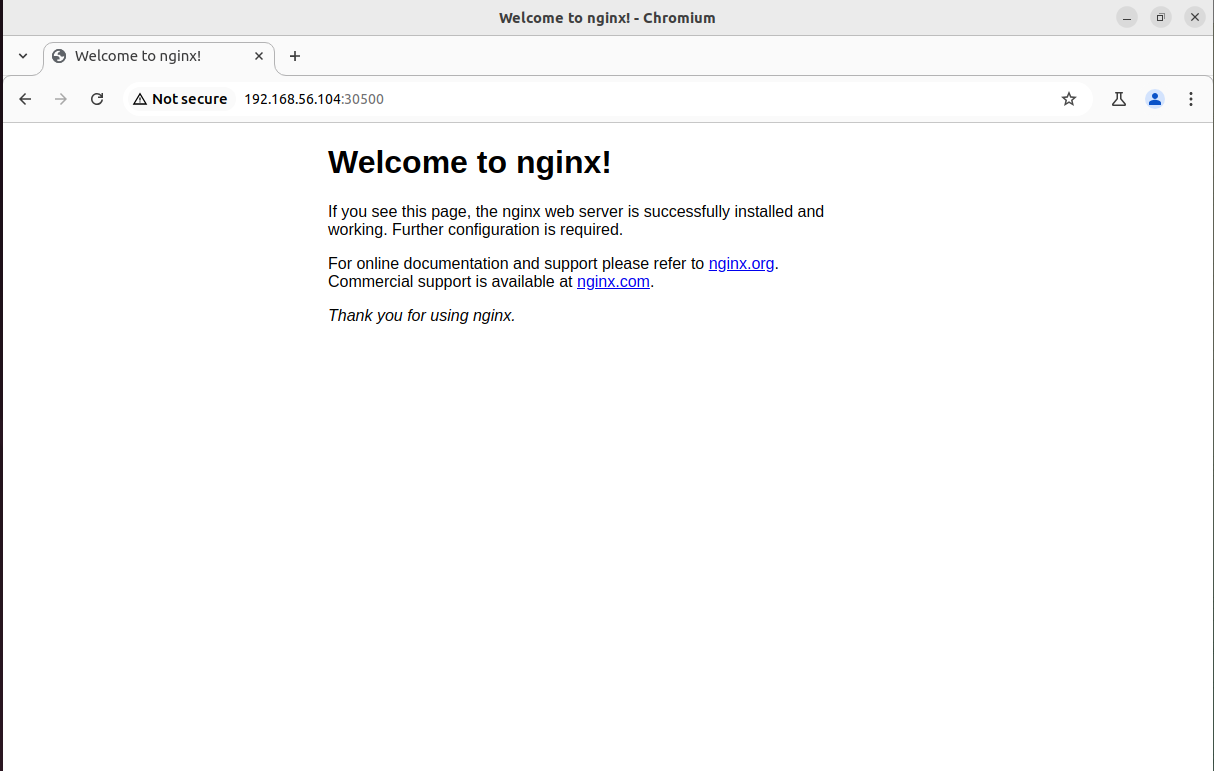 Welcome to nginx! - Chromium
Welcome to nginx!
Not secure 192.168.56.104:30500
Welcome to nginx!
If you see this page, the nginx web server is successfully installed and
working. Further configuration is required.
For online documentation and support please refer to nginx.org.
Commercial support is available at nginx.com.
Thank you for using nginx.